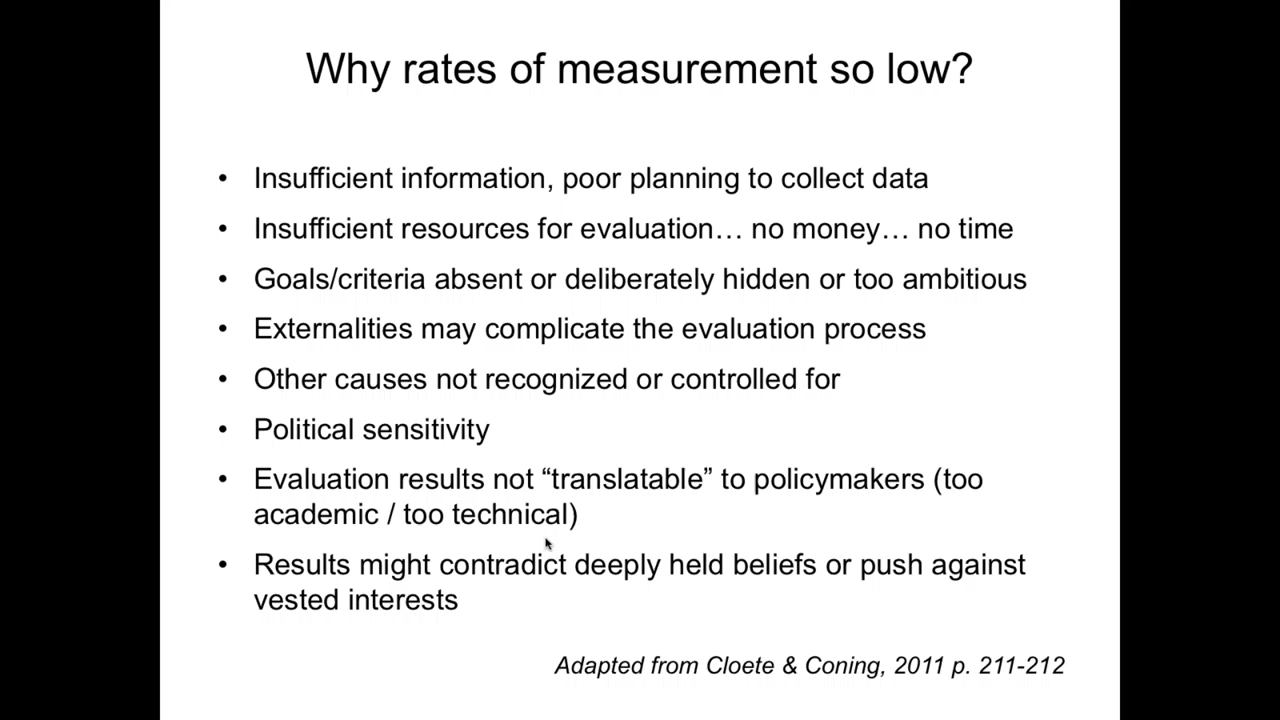 Why rates of measurement so low?
• Insufficient information, poor planning to collect data
• Insufficient resources for evaluation… no money… no time
• Goals/criteria absent or deliberately hidden or too ambitious
• Externalities may complicate the evaluation process
• Other causes not recognized or controlled for
• Political sensitivity
• Evaluation results not “translatable” to policymakers (too
academic / too technical)
• Results might contradict deeply held beliefs or push against
vested interests
Adapted from Cloete & Coning, 2011 p. 211-212